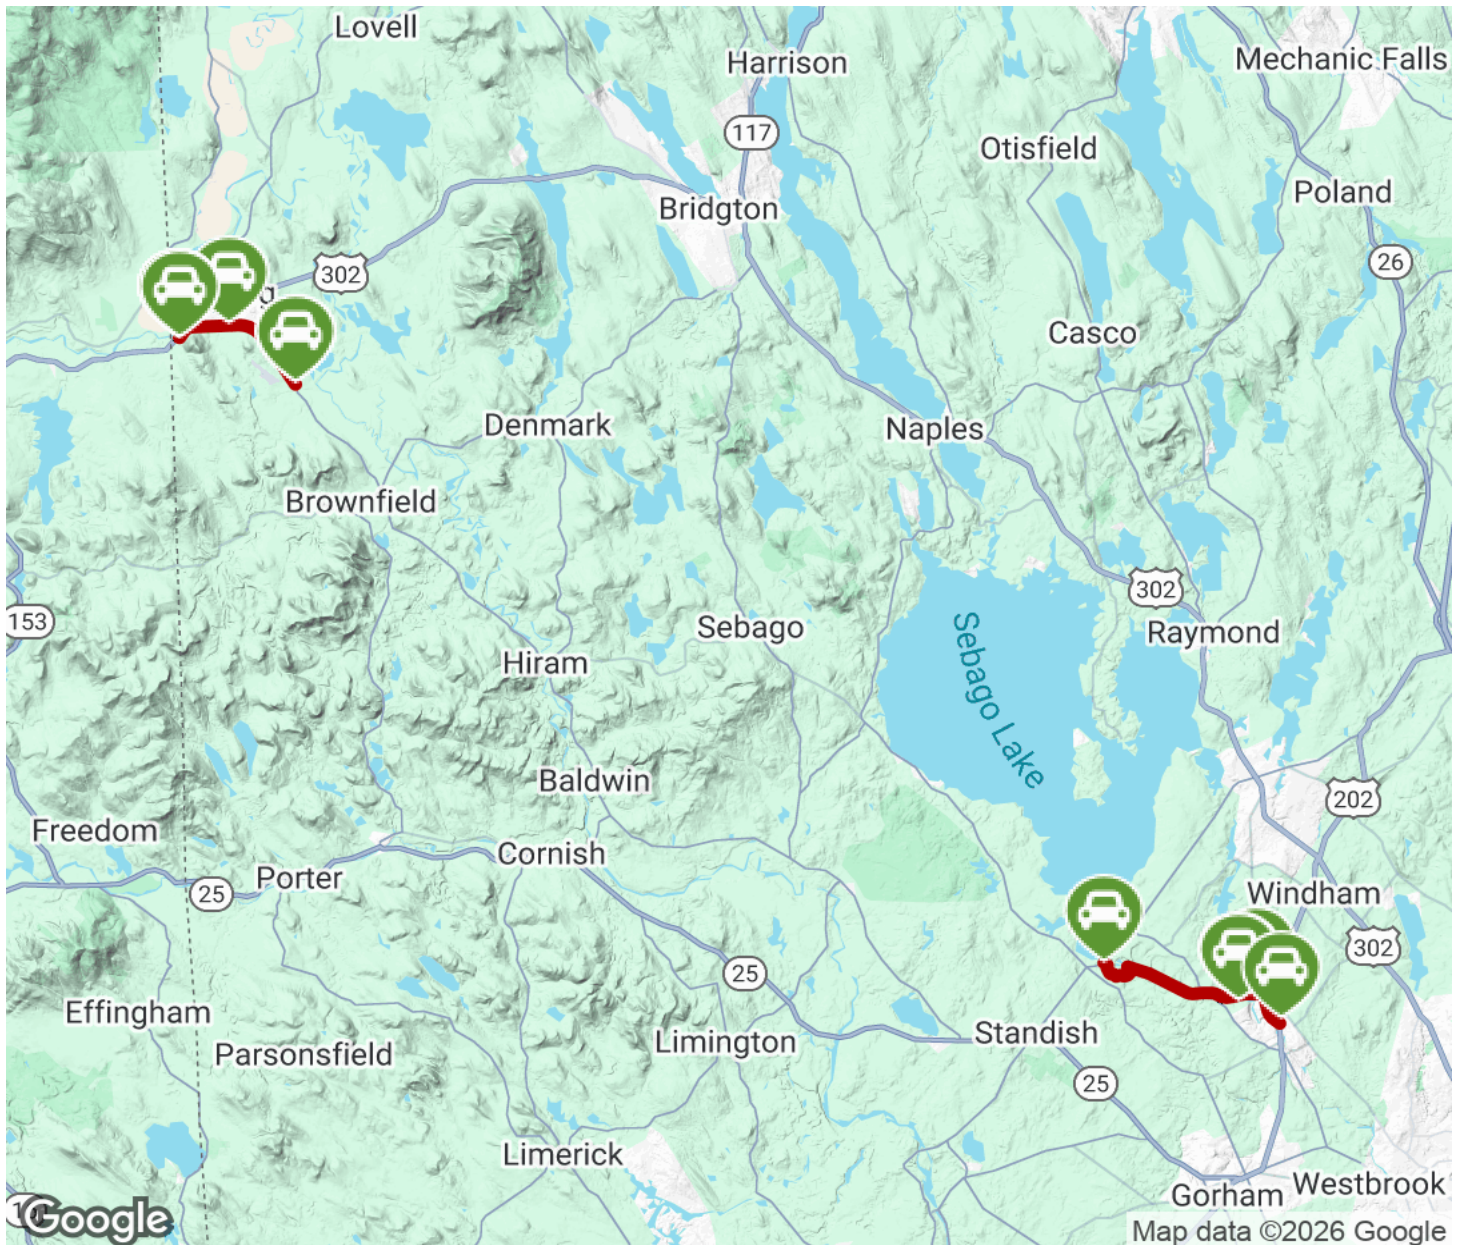 Lovell
Harrison
Mechanic Falls
117
Otisfield
Poland
Bridgton
26
302
g
Casco
Denmark
Naples
Brownfield
302
153
Sebago
Raymond
Hiram
Sebago Lake
Baldwin
202
Freedom
Cornish
Porter
25
Windham
302
25
Effingham
Standish
Limington
Parsonsfield
25
Limerick
Westbrook
Gorham
Google
Map data ©2026 Google